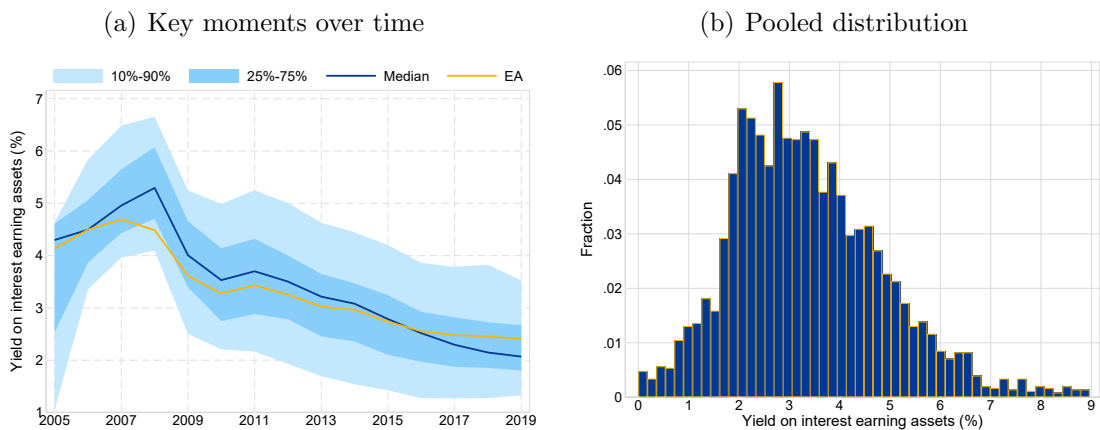 (a) Key moments over time
10%-90% 25%-75% Median EA
Yield on interest earning assets (%)
7
6
5
4
3
2
1
2005 2007 2009 2011 2013 2015 2017 2019
(b) Pooled distribution
Fraction
.06
.05
.04
.03
.02
.01
0
0 1 2 3 4 5 6 7 8 9
Yield on interest earning assets (%)